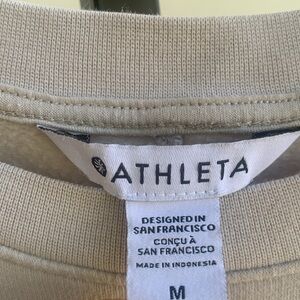 ATHLETA
DESIGNED IN
SAN FRANCISCO
CONÇU À
SAN FRANCISCO
MADE IN INDONESIA
M